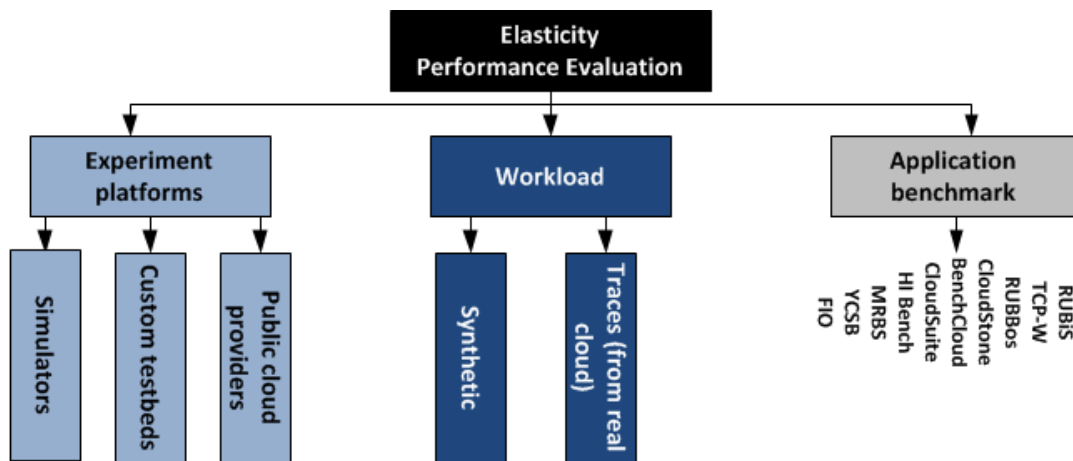 Elasticity
Performance Evaluation
Experiment
platforms
Workload
Application
benchmark
Simulators
Custom testbeds
Public cloud
providers
Synthetic
Traces (from real
cloud)
RUBiS
TCP-W
RUBBos
CloudStone
BenchCloud
CloudSuite
HI Bench
MRBS
YCSB
FIO